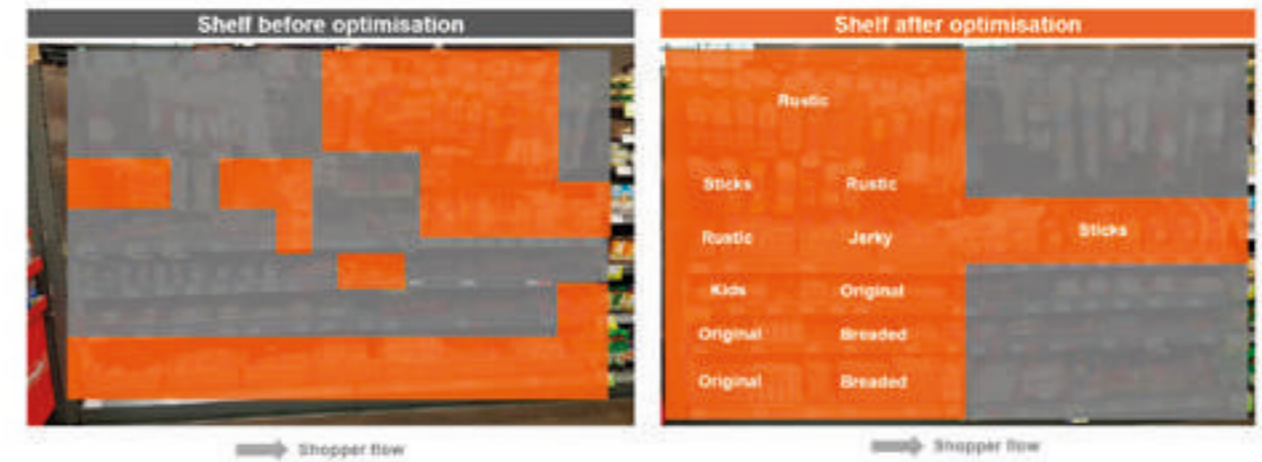 Shelf before optimisation
Shelf after optimisation
Rustic
Sticks Rustic
Rustic Jerky
Sticks
Kids Original
Original Breaded
Original Breaded
Shopper flow
Shopper flow